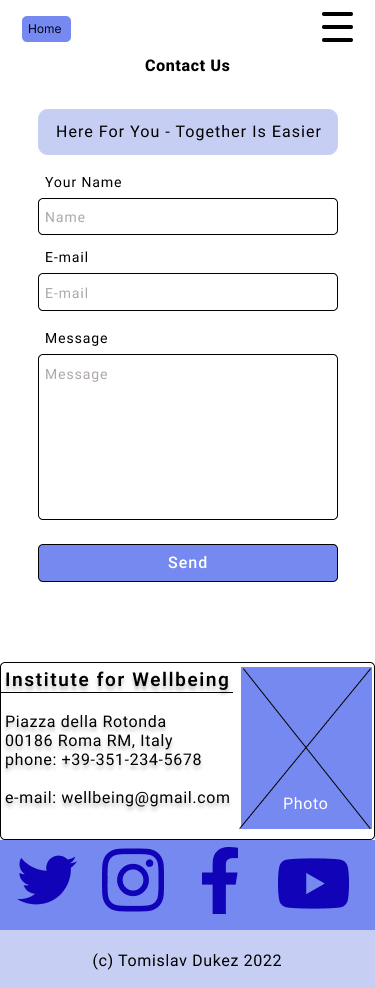 Home
Contact Us
Here For You - Together Is Easier
Your Name
Name
E-mail
E-mail
Message
Message
Send
Institute for Wellbeing
Piazza della Rotonda
00186 Roma RM, Italy
phone: +39-351-234-5678
e-mail: wellbeing@gmail.com
Photo
(c) Tomislav Dukez 2022